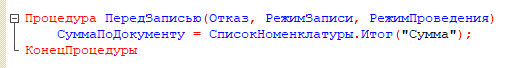 Процедура ПередЗаписью(Отказ, РежимЗаписи, РежимПроведения)
СуммаПоДокументу = СписокНоменклатуры.Итог("Сумма");
КонецПроцедуры